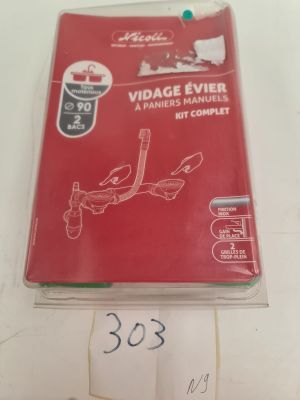 Nicoll
VIDAGE ÉVIER
À PANIERS MANUELS
KIT COMPLET
tous
matériaux
Ø 90
2
BACS
FINITION
INOX
GAIN
DE PLACE
2
GRILLES DE
TROP-PLEIN
303
N9